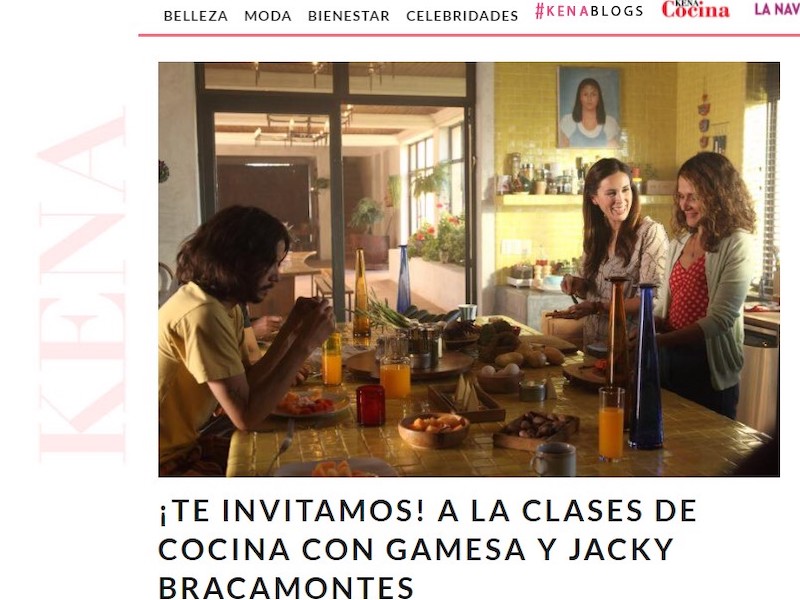 BELLEZA MODA BIENESTAR CELEBRIDADES #KENABLOGS KENA Cocina LA NAV
KENA
¡TE INVITAMOS! A LA CLASES DE
COCINA CON GAMESA Y JACKY
BRACAMONTES